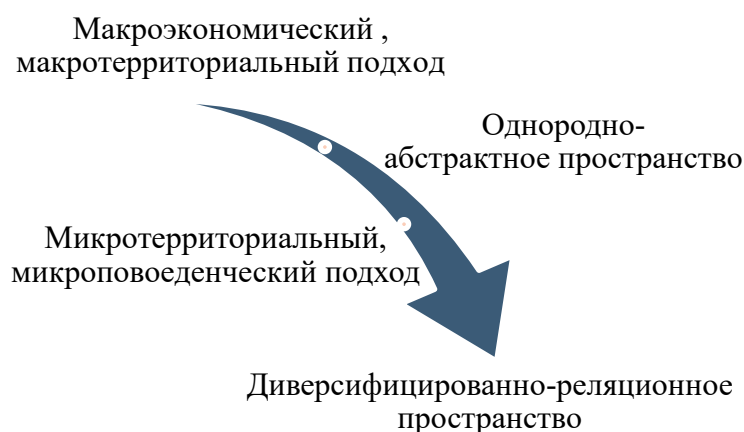 Макроэкономический ,
макротерриториальный подход
Однородно-
абстрактное пространство
Микротерриториальный,
микроповоеденческий подход
Диверсифицированно-реляционное
пространство